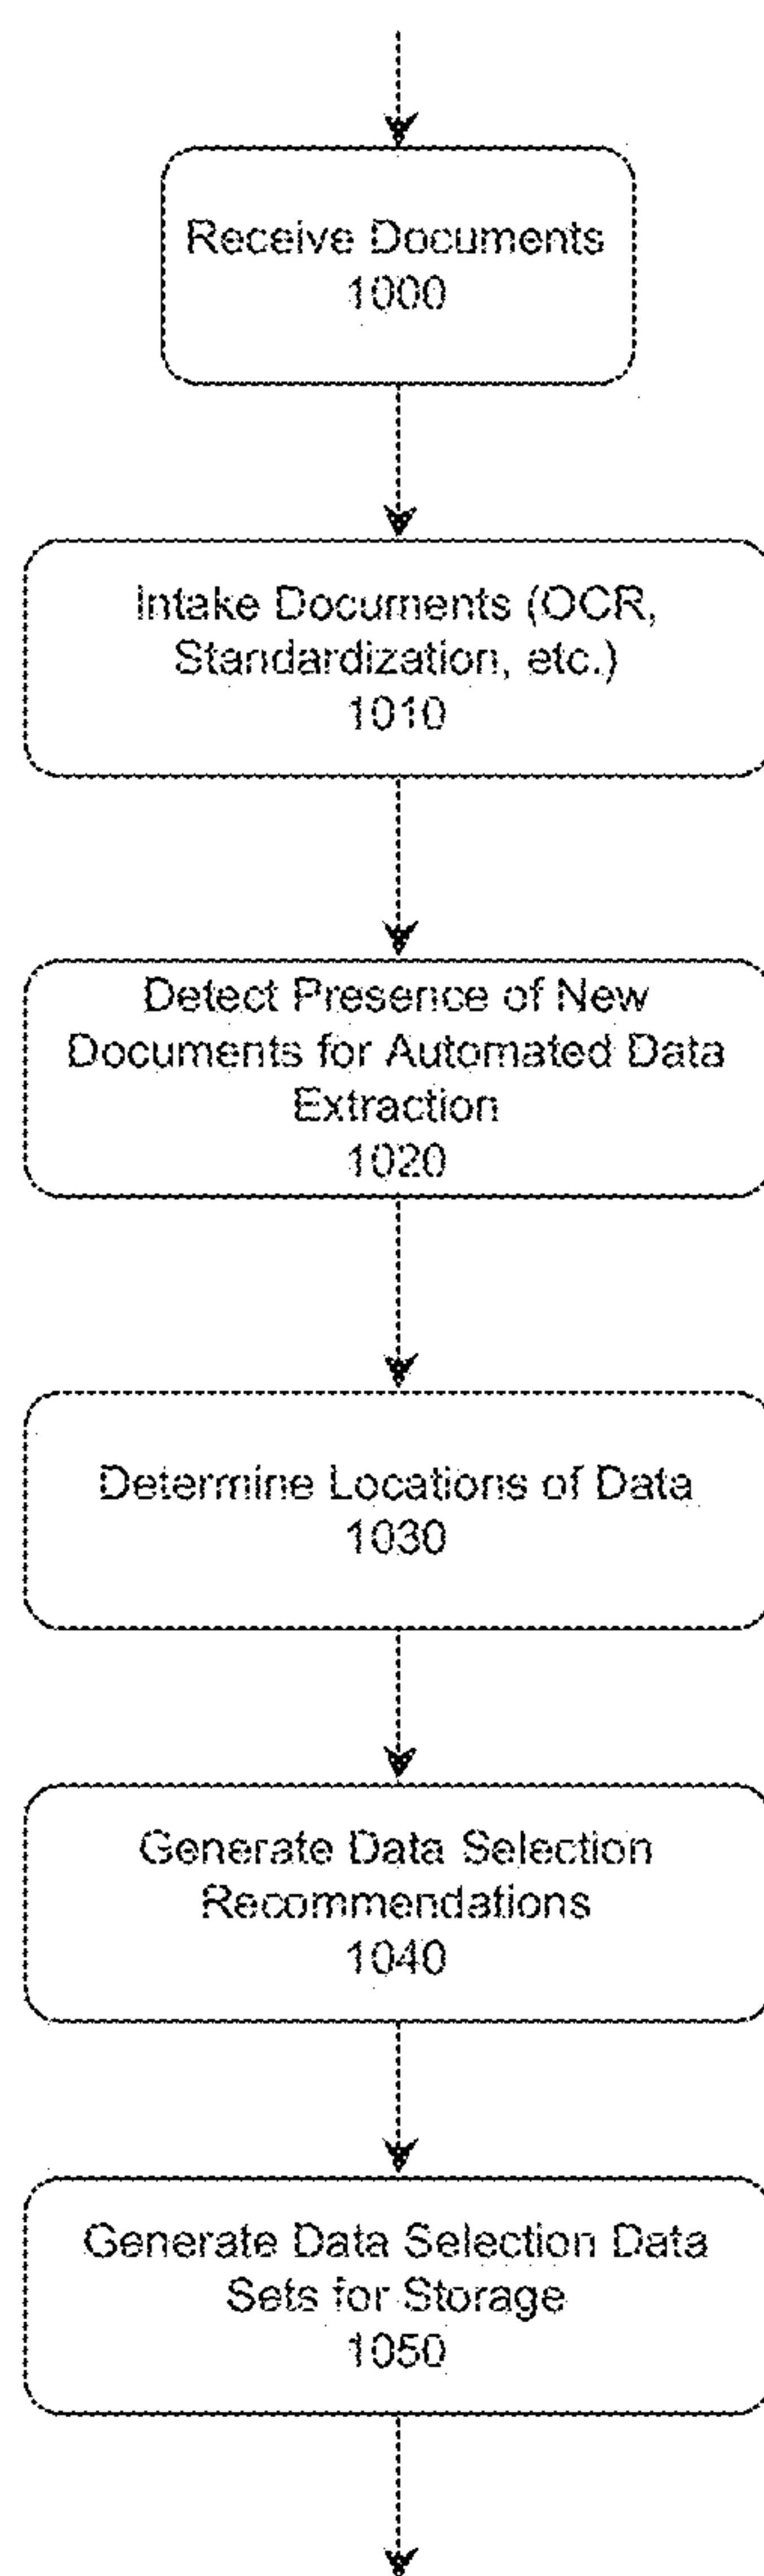 Receive Documents
1000
Intake Documents (OCR,
Standardization, etc.)
1010
Detect Presence of New
Documents for Automated Data
Extraction
1020
Determine Locations of Data
1030
Generate Data Selection
Recommendations
1040
Generate Data Selection Data
Sets for Storage
1050